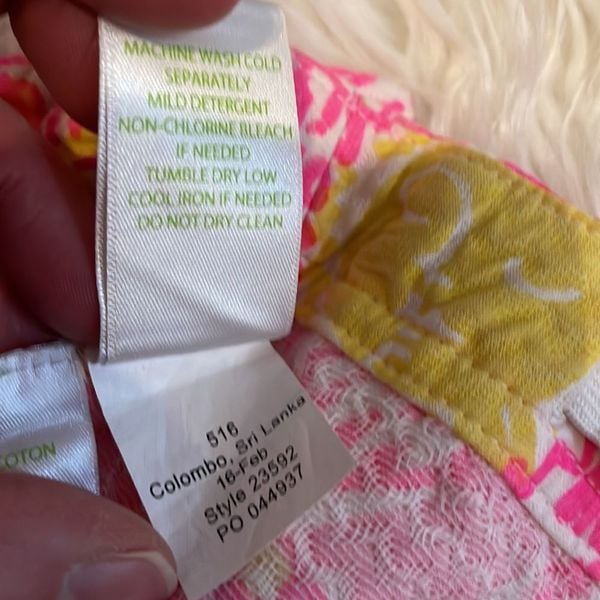 MACHINE WASH COLD
SEPARATELY
MILD DETERGENT
NON-CHLORINE BLEACH
IF NEEDED
TUMBLE DRY LOW
COOL IRON IF NEEDED
DO NOT DRY CLEAN
516
Colombo, Sri Lanka
16-Feb
Style 23592
PO 044937
COTON